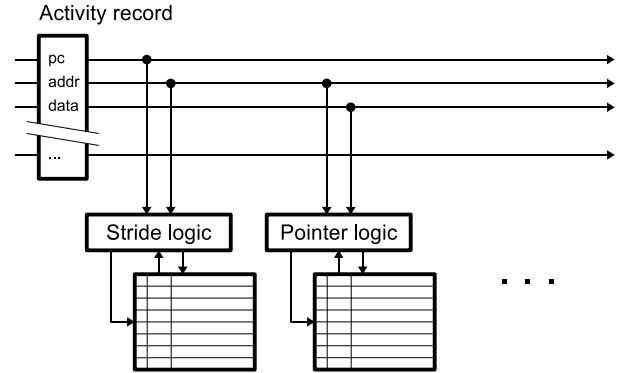 Activity record
pc
addr
data
...
Stride logic
Pointer logic
. . .